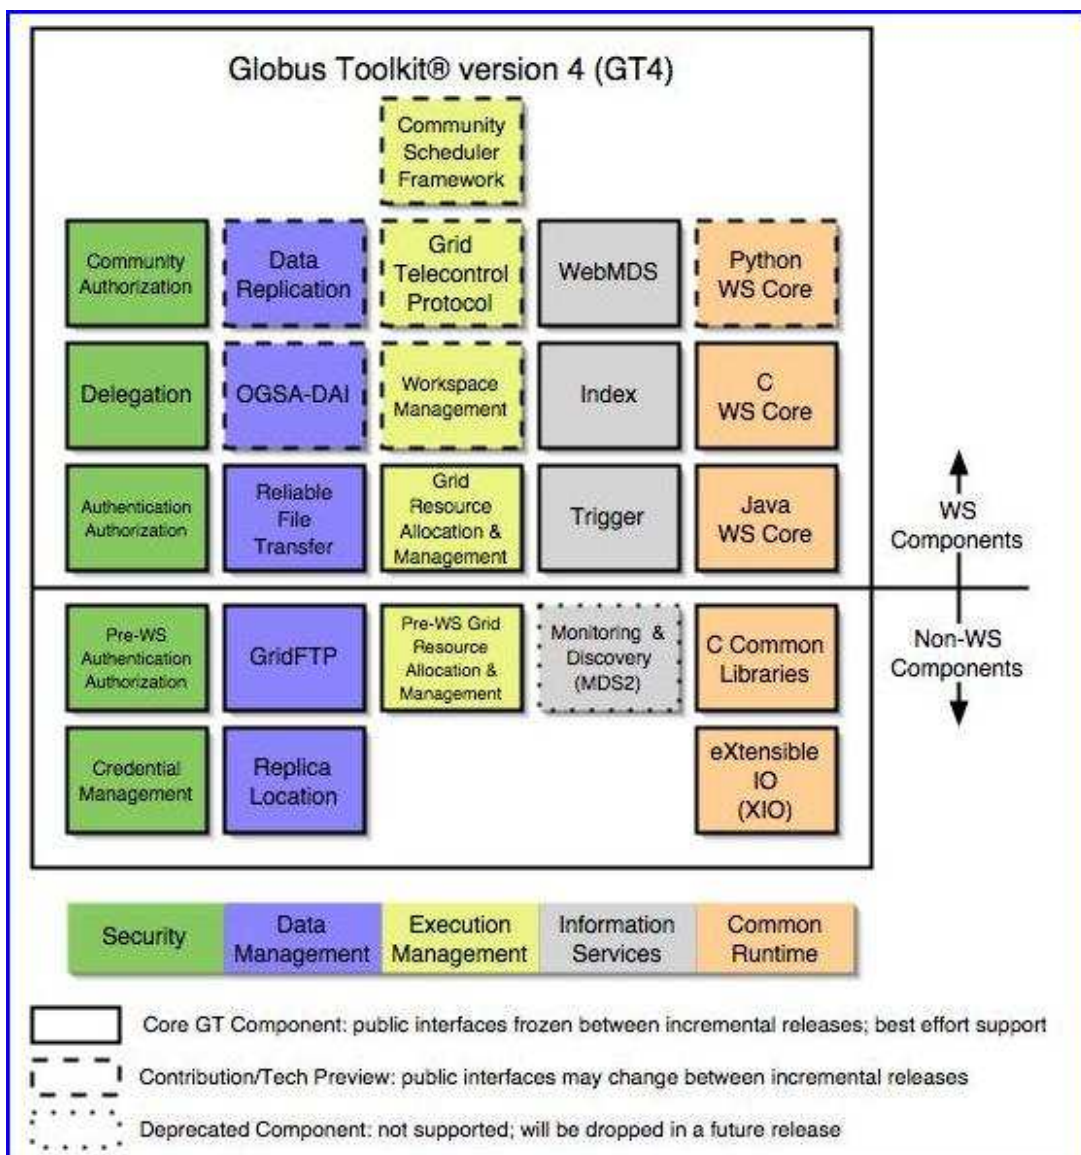 Globus Toolkit® version 4 (GT4)
Community
Scheduler
Framework
Community
Authorization
Data
Replication
Grid
Telecontrol
Protocol
WebMDS
Python
WS Core
Delegation
OGSA-DAI
Workspace
Management
Index
C
WS Core
Authentication
Authorization
Reliable
File
Transfer
Grid
Resource
Allocation &
Management
Trigger
Java
WS Core
WS
Components
Pre-WS
Authentication
Authorization
GridFTP
Pre-WS Grid
Resource
Allocation &
Management
Monitoring &
Discovery
(MDS2)
C Common
Libraries
Non-WS
Components
Credential
Management
Replica
Location
eXtensible
IO
(XIO)
Security
Data
Management
Execution
Management
Information
Services
Common
Runtime
Core GT Component: public interfaces frozen between incremental releases; best effort support
Contribution/Tech Preview: public interfaces may change between incremental releases
Deprecated Component: not supported; will be dropped in a future release